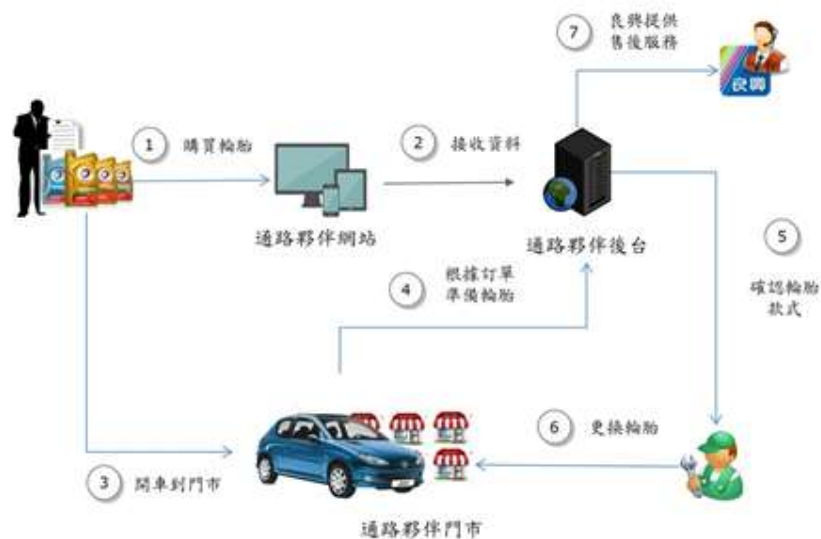 7
良興提供
售後服務
良興
1
購買輪胎
2
接收資料
通路夥伴網站
通路夥伴後台
5
確認輪胎
款式
4
根據訂單
準備輪胎
6
更換輪胎
3
開車到門市
通路夥伴門市